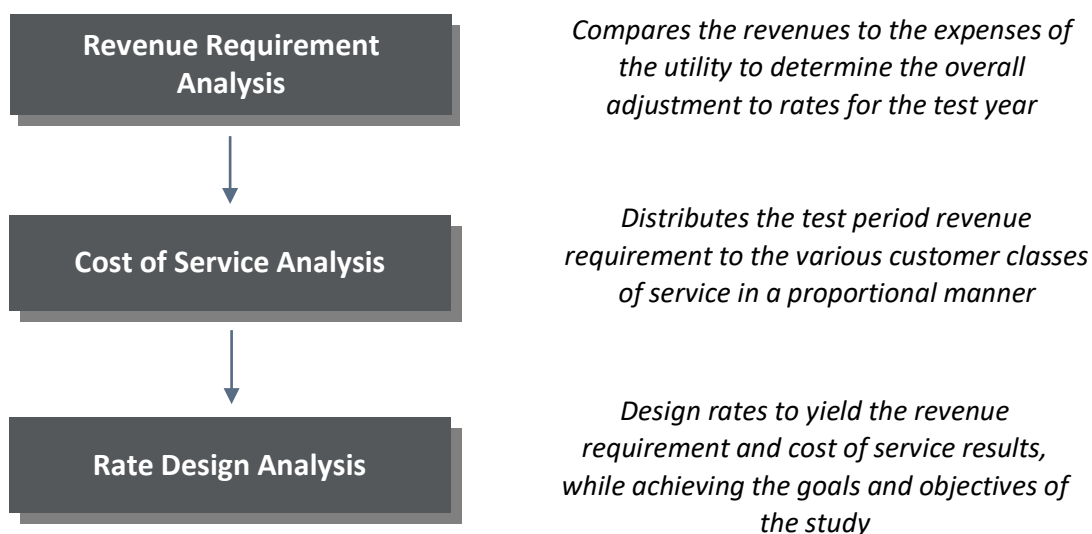 Revenue Requirement
Analysis
Compares the revenues to the expenses of
the utility to determine the overall
adjustment to rates for the test year
Cost of Service Analysis
Distributes the test period revenue
requirement to the various customer classes
of service in a proportional manner
Rate Design Analysis
Design rates to yield the revenue
requirement and cost of service results,
while achieving the goals and objectives of
the study